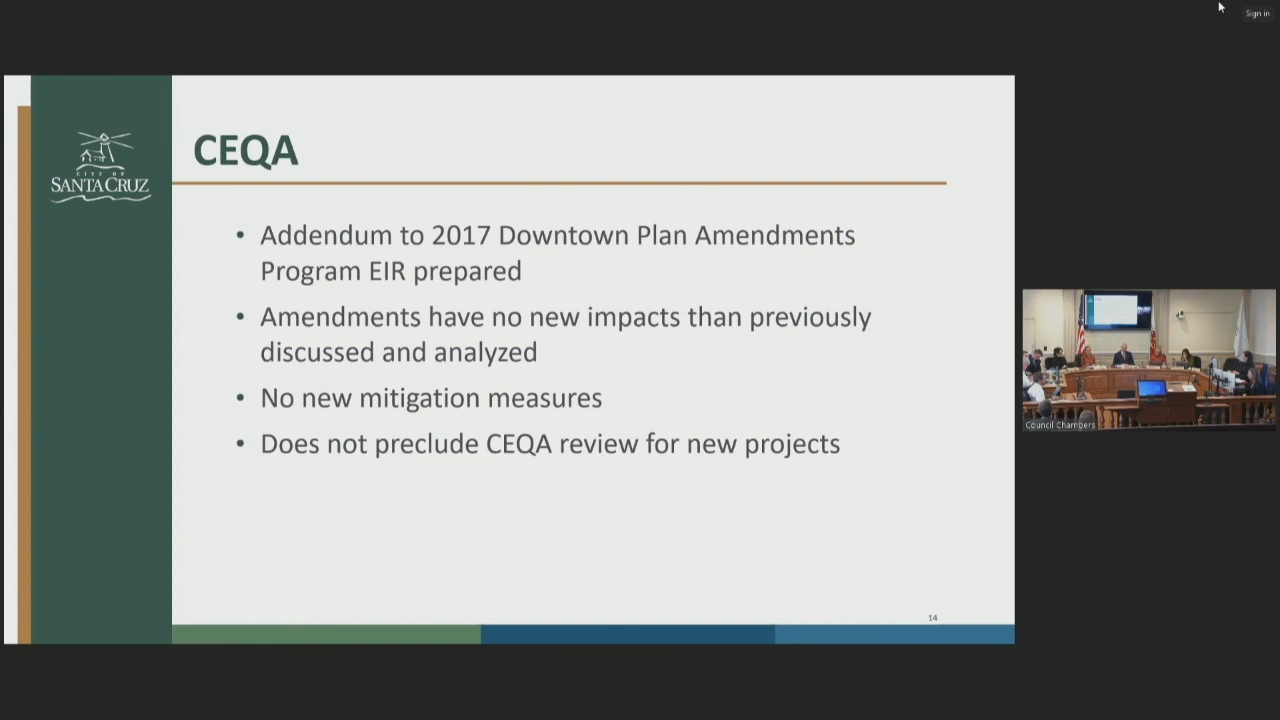 Sign in
CITY OF
SANTA CRUZ
CEQA
• Addendum to 2017 Downtown Plan Amendments
Program EIR prepared
• Amendments have no new impacts than previously
discussed and analyzed
• No new mitigation measures
• Does not preclude CEQA review for new projects
14
Council Chambers